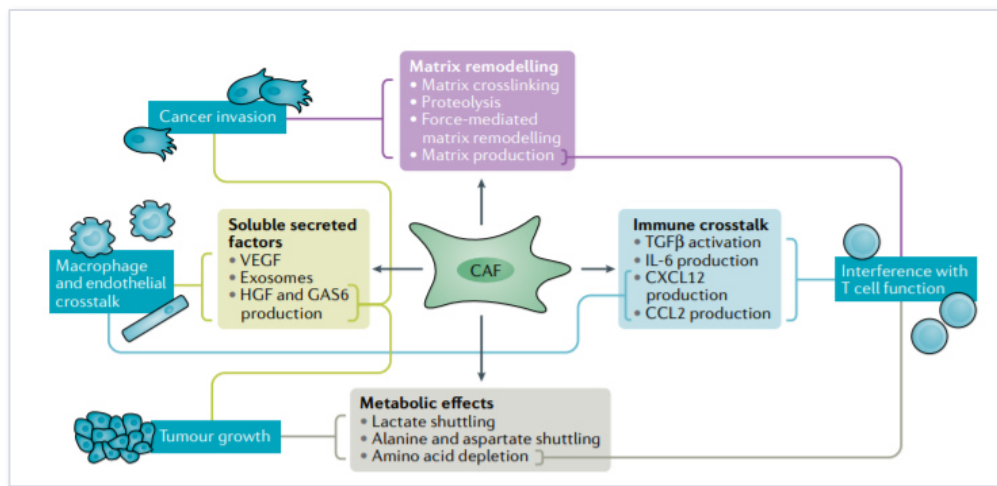 Matrix remodelling
• Matrix crosslinking
• Proteolysis
• Force-mediated
matrix remodelling
• Matrix production
Cancer invasion
Soluble secreted
factors
• VEGF
• Exosomes
• HGF and GAS6
production
Macrophage
and endothelial
crosstalk
CAF
Immune crosstalk
• TGFβ activation
• IL-6 production
• CXCL12
production
• CCL2 production
Interference with
T cell function
Metabolic effects
• Lactate shuttling
• Alanine and aspartate shuttling
• Amino acid depletion
Tumour growth